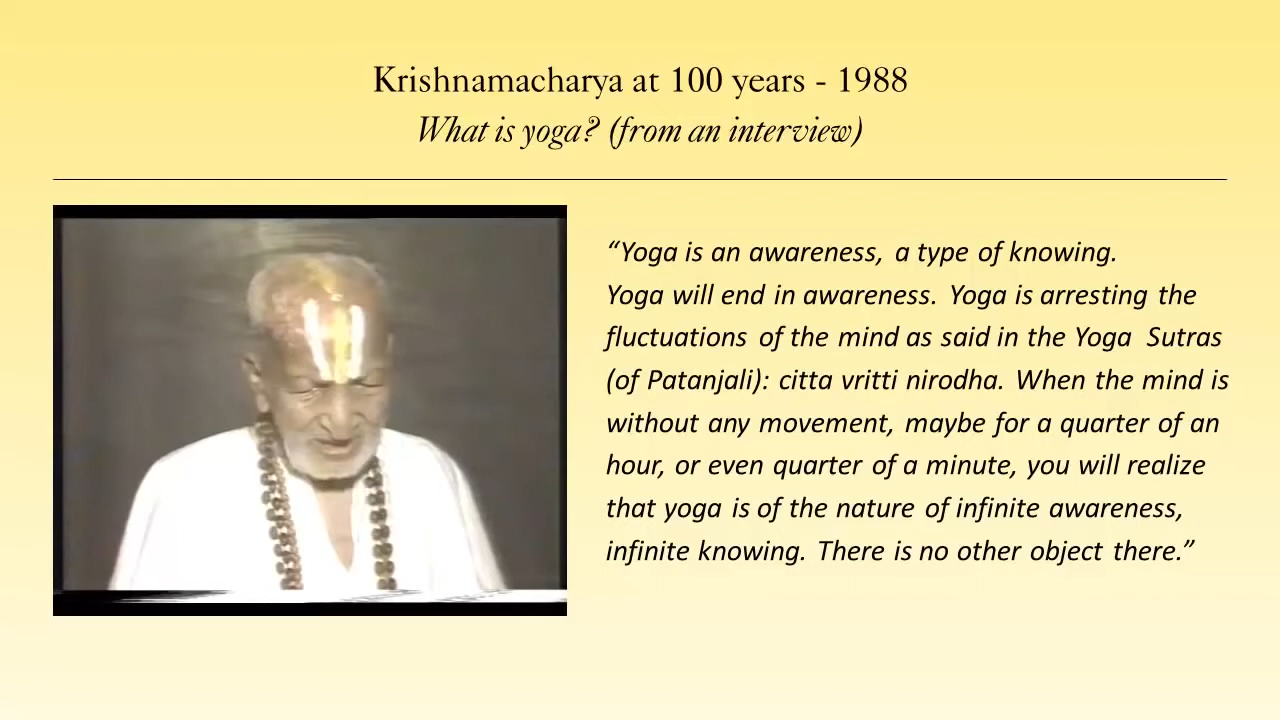 Krishnamacharya at 100 years - 1988
What is yoga? (from an interview)
“Yoga is an awareness, a type of knowing.
Yoga will end in awareness. Yoga is arresting the
fluctuations of the mind as said in the Yoga Sutras
(of Patanjali): citta vritti nirodha. When the mind is
without any movement, maybe for a quarter of an
hour, or even quarter of a minute, you will realize
that yoga is of the nature of infinite awareness,
infinite knowing. There is no other object there.”